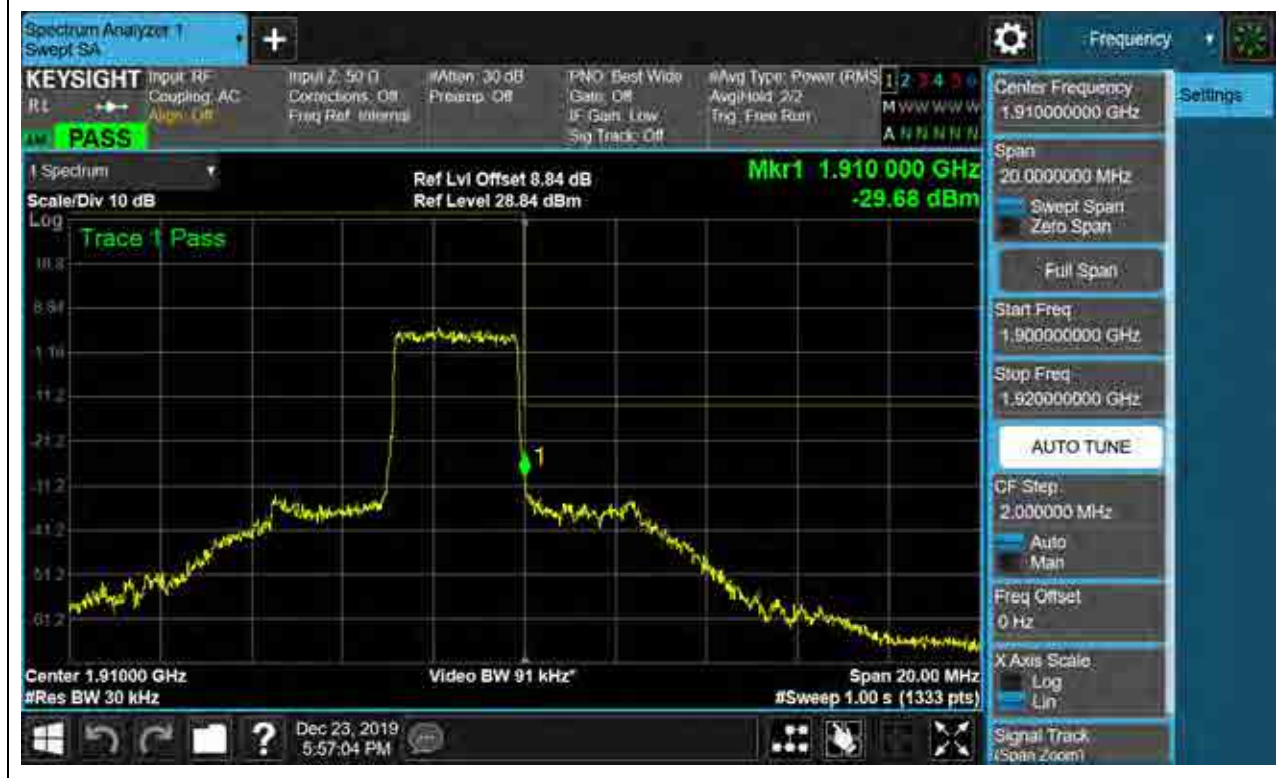 Spectrum Analyzer 1
Swept SA
Frequency
KEYSIGHT
Input: RF
Coupling: AC
Align: Off
Input Z: 50 Ω
Corrections: Off
Freq Ref: Internal
#Atten: 30 dB
Preamp: Off
PNO: Best Wide
Gate: Off
IF Gain: Low
Sig Track: Off
#Avg Type: Power (RMS
Avg|Hold: 2/2
Trig: Free Run
1 2 3 4 5 6
M W W W W W
A N N N N N
PASS
1 Spectrum
Scale/Div 10 dB
Log
Ref Lvl Offset 8.84 dB
Ref Level 28.84 dBm
Mkr1 1.910 000 GHz
-29.68 dBm
Trace 1 Pass
18.8
8.84
-1.16
-11.2
-21.2
-31.2
-41.2
-51.2
-61.2
1
Center 1.91000 GHz
#Res BW 30 kHz
Video BW 91 kHz*
Span 20.00 MHz
#Sweep 1.00 s (1333 pts)
Dec 23, 2019
5:57:04 PM
Center Frequency
1.910000000 GHz
Settings
Span
20.0000000 MHz
Swept Span
Zero Span
Full Span
Start Freq
1.900000000 GHz
Stop Freq
1.920000000 GHz
AUTO TUNE
CF Step
2.000000 MHz
Auto
Man
Freq Offset
0 Hz
X Axis Scale
Log
Lin
Signal Track
(Span Zoom)